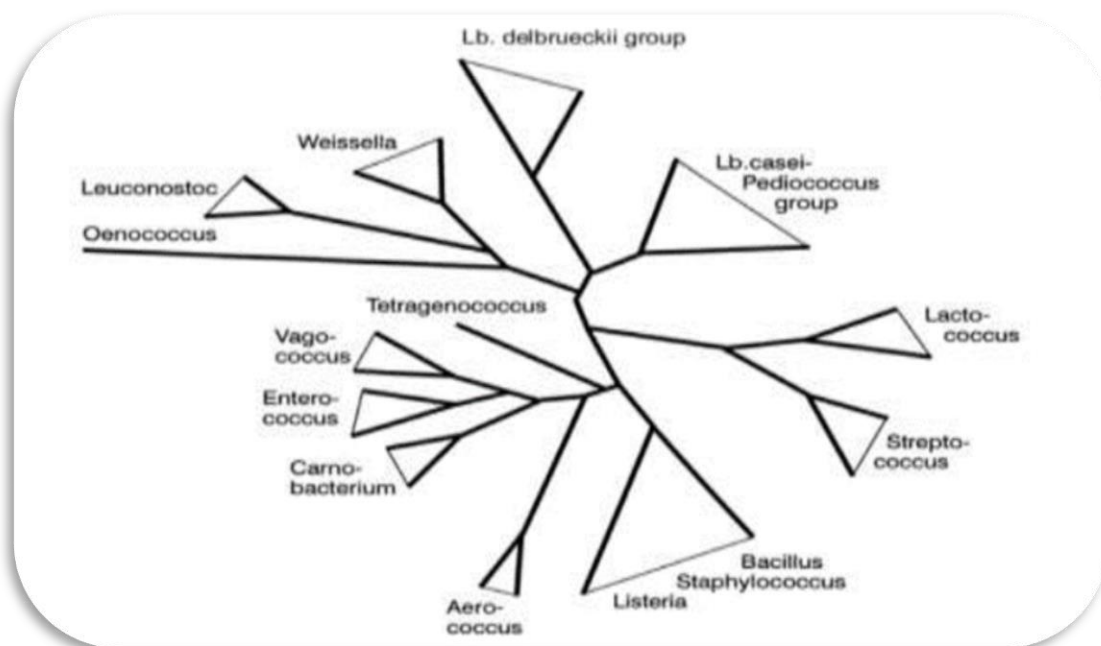 Lb. delbrueckii group
Weissella
Leuconostoc
Oenococcus
Lb.casei-
Pediococcus
group
Tetragenococcus
Vago-
coccus
Entero-
coccus
Carno-
bacterium
Lacto-
coccus
Strepto-
coccus
Bacillus
Staphylococcus
Listeria
Aero-
coccus